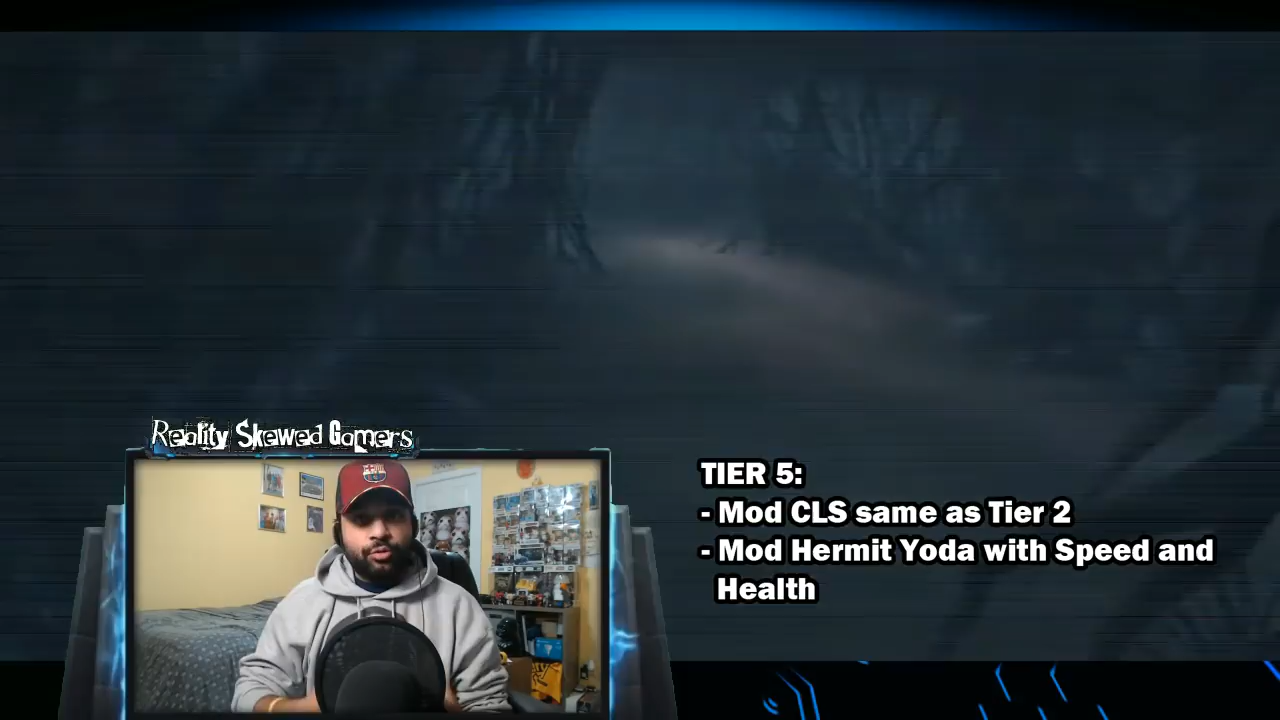 Reality Skewed Gamers
TIER 5:
- Mod CLS same as Tier 2
- Mod Hermit Yoda with Speed and
Health